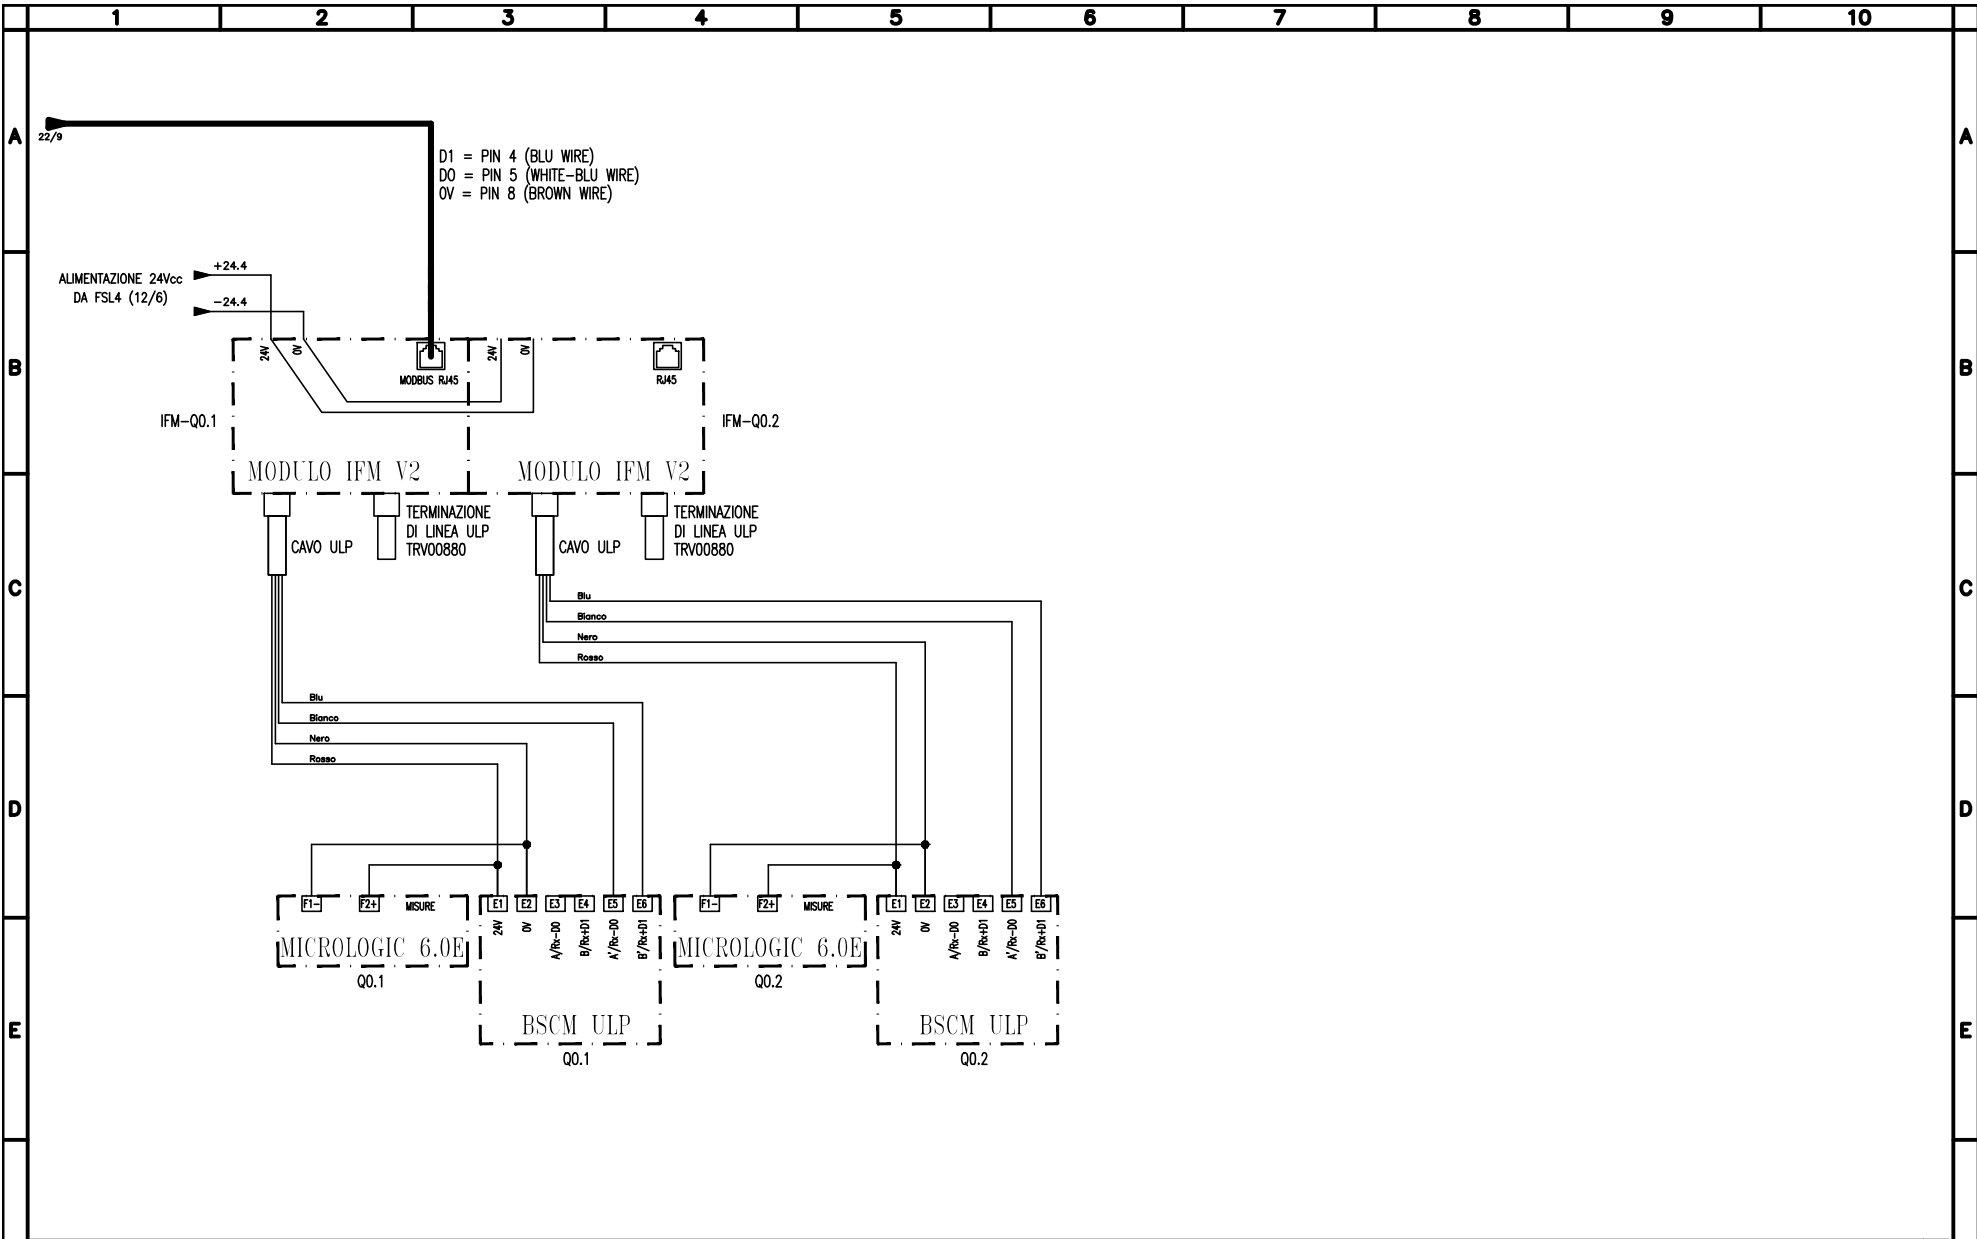 1 2 3 4 5 6 7 8 9 10
A A
22/9
D1 = PIN 4 (BLU WIRE)
D0 = PIN 5 (WHITE-BLU WIRE)
0V = PIN 8 (BROWN WIRE)
+24.4
ALIMENTAZIONE 24Vcc
DA FSL4 (12/6)
-24.4
B B
24V 0V 24V 0V
MODBUS RJ45 RJ45
IFM-Q0.1 IFM-Q0.2
MODULO IFM V2 MODULO IFM V2
TERMINAZIONE
DI LINEA ULP
TRV00880
TERMINAZIONE
DI LINEA ULP
TRV00880
CAVO ULP CAVO ULP
C C
Blu
Bianco
Nero
Rosso
Blu
Bianco
Nero
Rosso
D D
F1- F2+ MISURE E1 E2 E3 E4 E5 E6 F1- F2+ MISURE E1 E2 E3 E4 E5 E6
24V 0V A/Rx-D0 B/Rx+D1 A'/Rx-D0 B'/Rx+D1 24V 0V A/Rx-D0 B/Rx+D1 A'/Rx-D0 B'/Rx+D1
MICROLOGIC 6.0E MICROLOGIC 6.0E
Q0.1 Q0.2
BSCM ULP BSCM ULP
E E
Q0.1 Q0.2